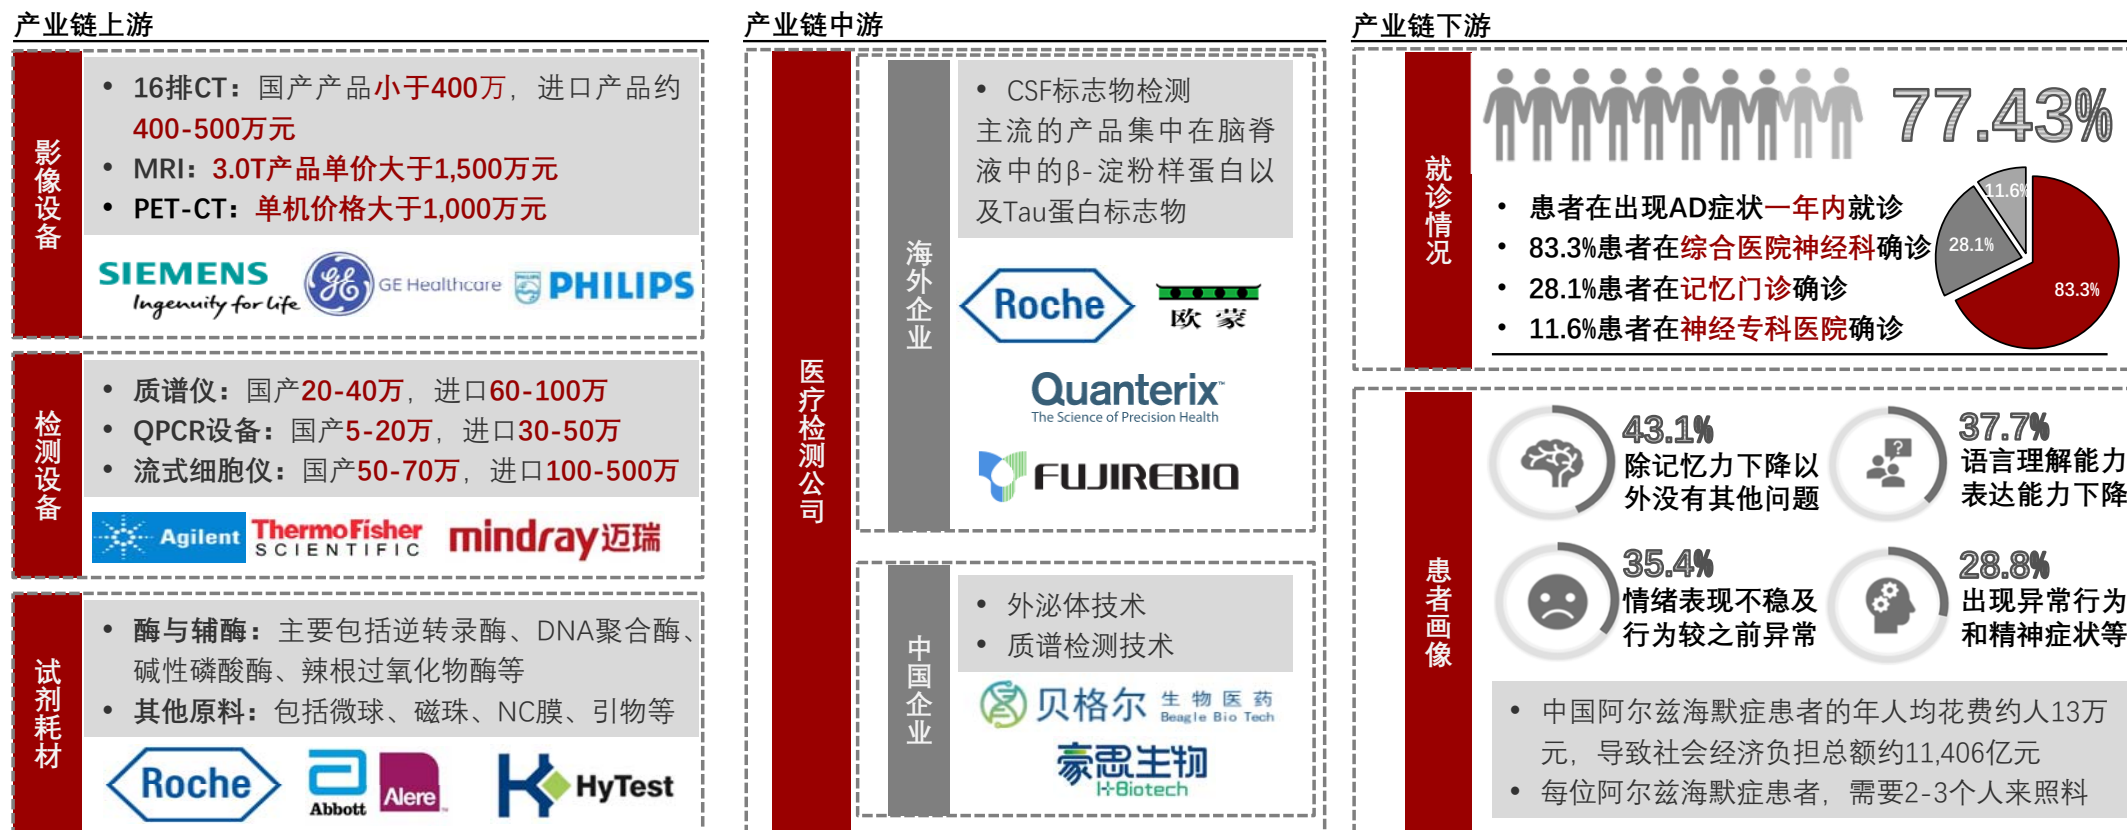 产业链上游
影像设备
• 16排CT：国产产品小于400万，进口产品约
400-500万元
• MRI：3.0T产品单价大于1,500万元
• PET-CT：单机价格大于1,000万元
SIEMENS
Ingenuity for life
GE Healthcare
PHILIPS
检测设备
• 质谱仪：国产20-40万，进口60-100万
• QPCR设备：国产5-20万，进口30-50万
• 流式细胞仪：国产50-70万，进口100-500万
Agilent
ThermoFisher
SCIENTIFIC
mindray迈瑞
试剂耗材
• 酶与辅酶：主要包括逆转录酶、DNA聚合酶、
碱性磷酸酶、辣根过氧化物酶等
• 其他原料：包括微球、磁珠、NC膜、引物等
Roche
Abbott
Alere
HyTest
产业链中游
医疗检测公司
海外企业
• CSF标志物检测
主流的产品集中在脑脊
液中的β-淀粉样蛋白以
及Tau蛋白标志物
Roche
欧蒙
Quanterix
The Science of Precision Health
FUJIREBIO
中国企业
• 外泌体技术
• 质谱检测技术
贝格尔 生物医药
Beagle Bio Tech
豪思生物
H-Biotech
产业链下游
就诊情况
77.43%
• 患者在出现AD症状一年内就诊
• 83.3%患者在综合医院神经科确诊
• 28.1%患者在记忆门诊确诊
• 11.6%患者在神经专科医院确诊
11.6%
28.1%
83.3%
患者画像
43.1%
除记忆力下降以
外没有其他问题
37.7%
语言理解能力
表达能力下降
35.4%
情绪表现不稳及
行为较之前异常
28.8%
出现异常行为
和精神症状等
• 中国阿尔兹海默症患者的年人均花费约人13万
元，导致社会经济负担总额约11,406亿元
• 每位阿尔兹海默症患者，需要2-3个人来照料